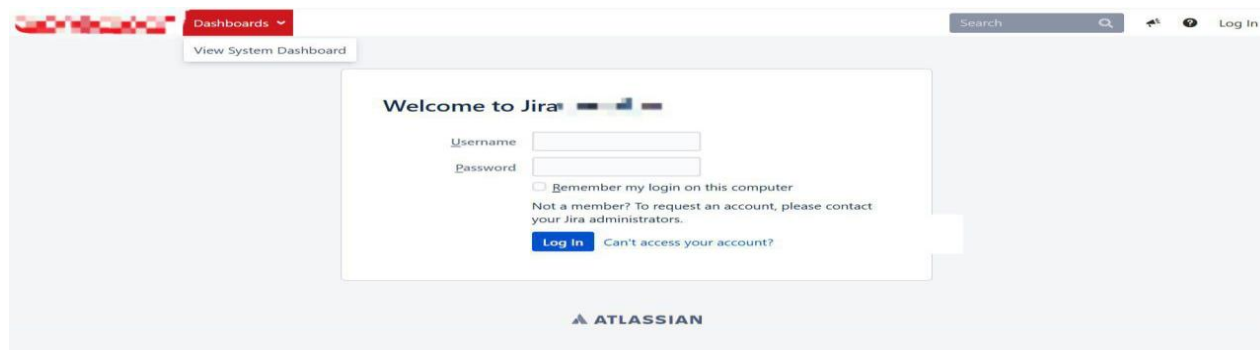 Dashboards
Search
Log In
View System Dashboard
Welcome to Jira
Username
Password
Remember my login on this computer
Not a member? To request an account, please contact
your Jira administrators.
Log In Can't access your account?
ATLASSIAN